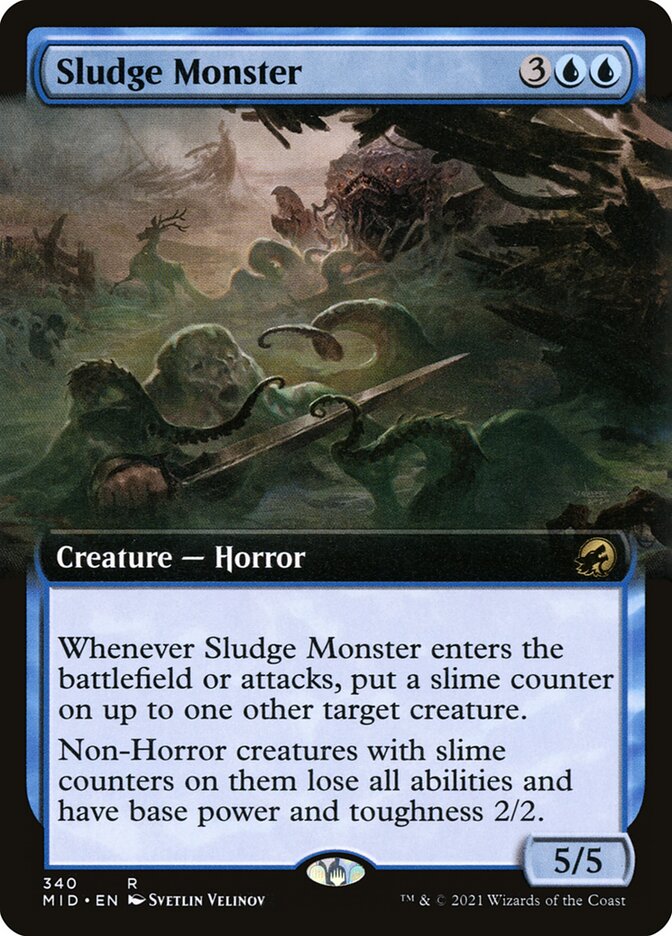 Sludge Monster 3
Creature — Horror
Whenever Sludge Monster enters the
battlefield or attacks, put a slime counter
on up to one other target creature.
Non-Horror creatures with slime
counters on them lose all abilities and
have base power and toughness 2/2.
5/5
340 R
MID • EN Svetlin Velinov
™ & © 2021 Wizards of the Coast